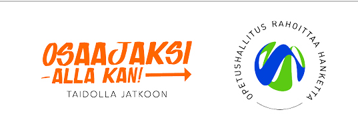 OSAAJAKSI
-ALLA KAN!
TAIDOLLA JATKOON
OPETUSHALLITUS RAHOITTAA HANKETTA